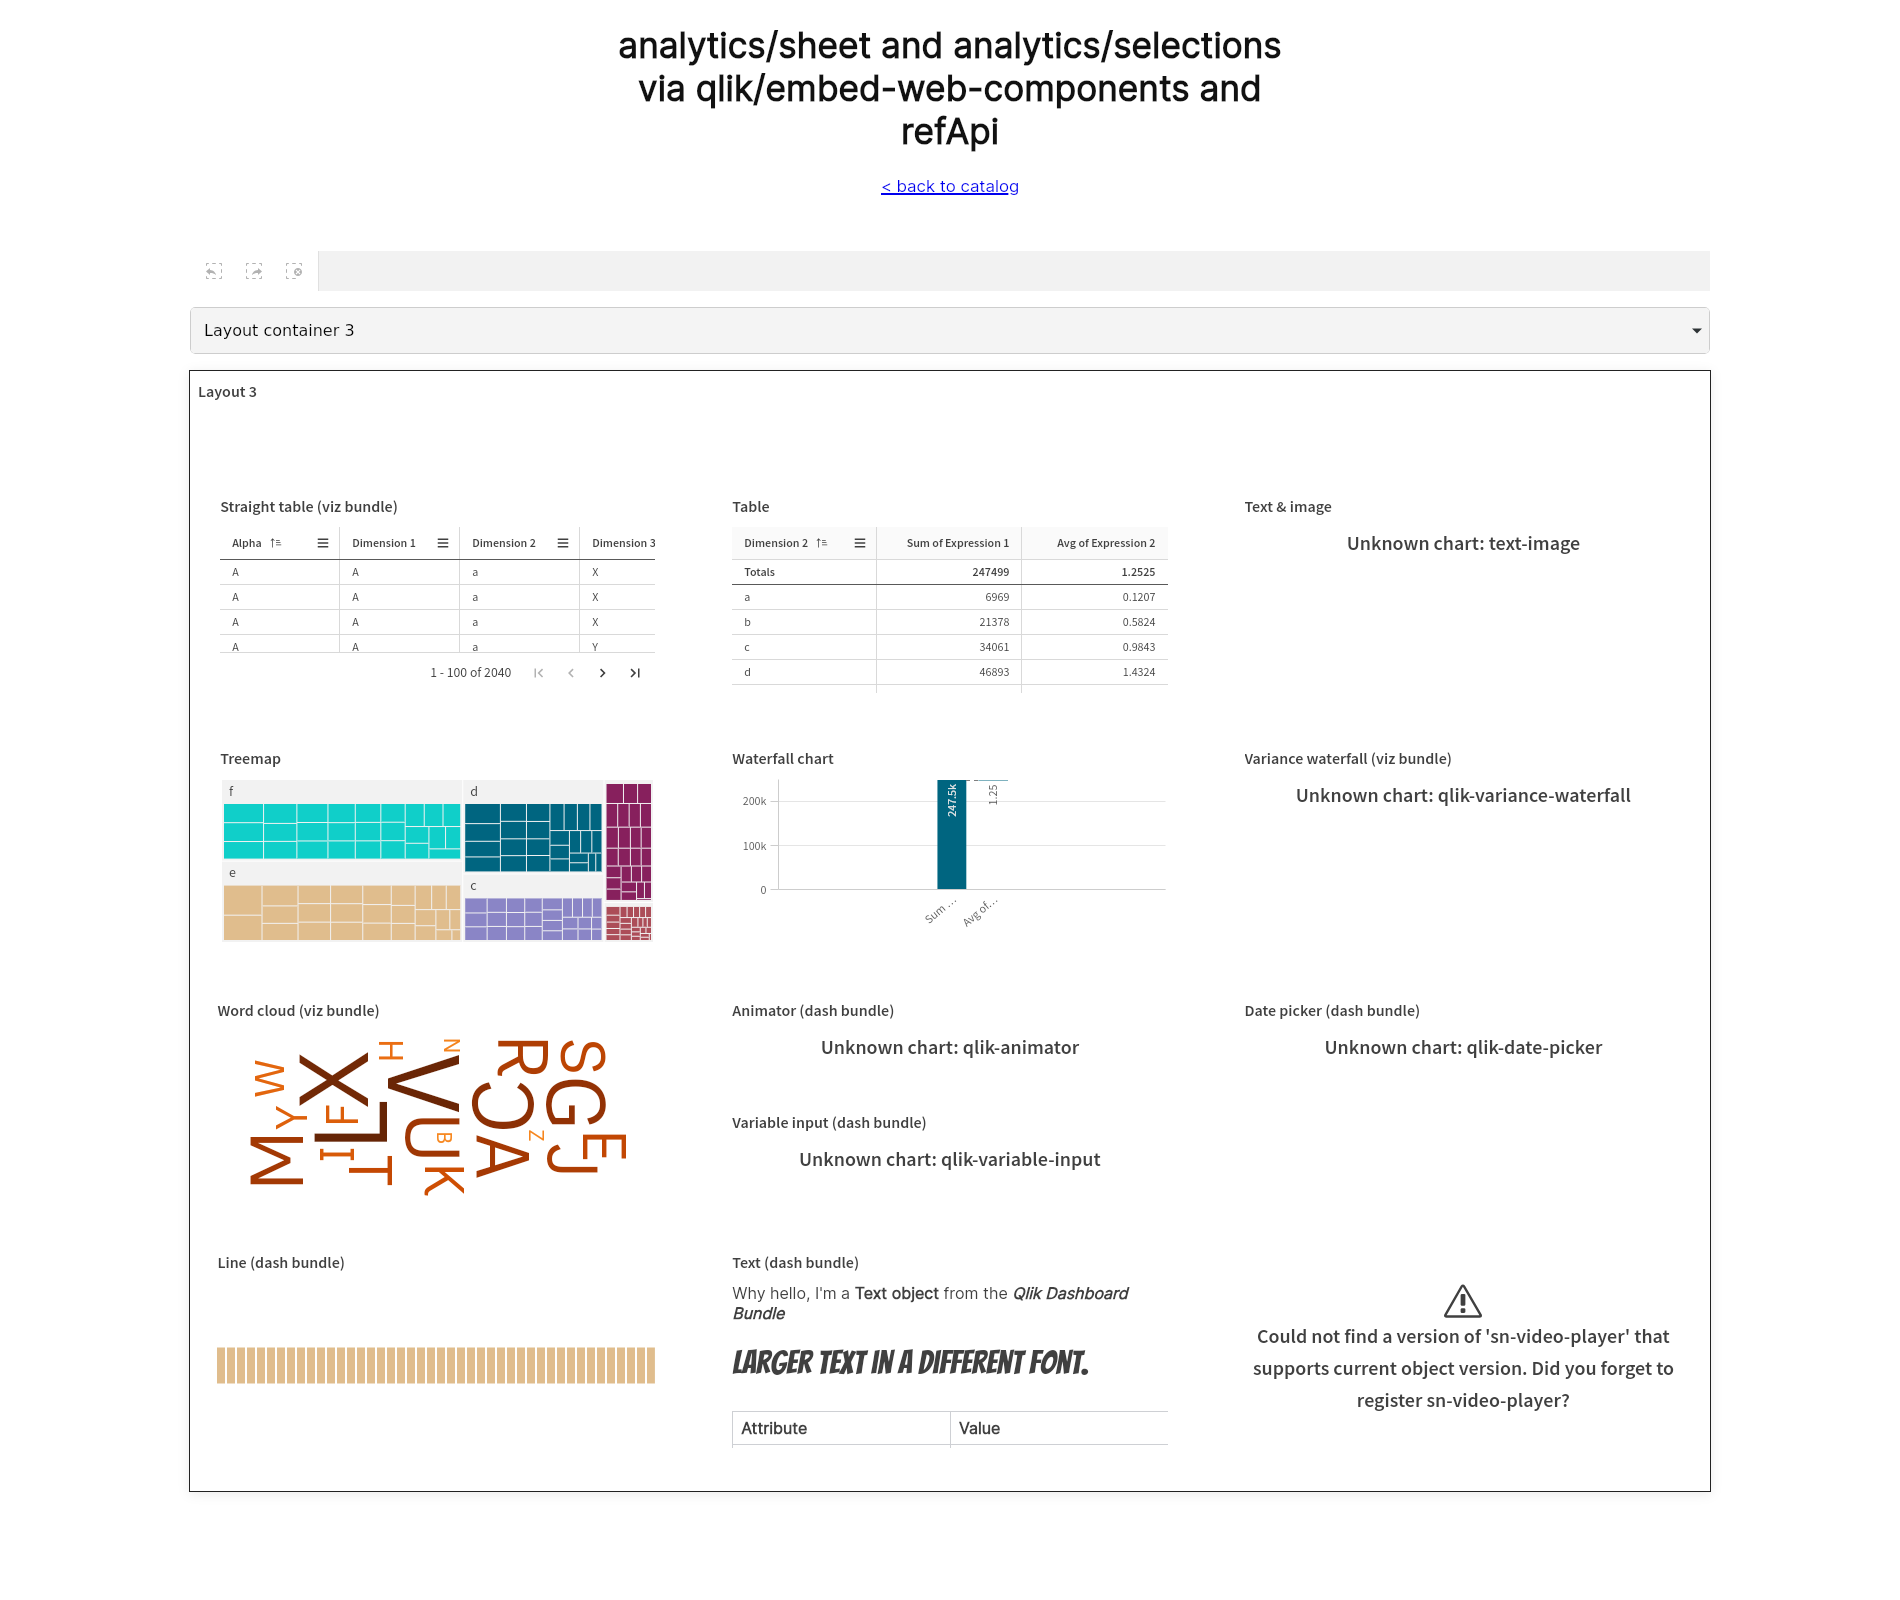 analytics/sheet and analytics/selections
via qlik/embed-web-components and
refApi
< back to catalog
Layout container 3
Layout 3
Straight table (viz bundle)
Alpha Dimension 1 Dimension 2 Dimension 3
A A a X
A A a X
A A a X
A A a Y
1 - 100 of 2040
Table
Dimension 2 Sum of Expression 1 Avg of Expression 2
Totals 247499 1.2525
a 6969 0.1207
b 21378 0.5824
c 34061 0.9843
d 46893 1.4324
Text & image
Unknown chart: text-image
Treemap
f
d
e
c
Waterfall chart
200k
100k
0
247.5k
1.25
Sum ...
Avg of...
Variance waterfall (viz bundle)
Unknown chart: qlik-variance-waterfall
Word cloud (viz bundle)
W
X
H
N
V
R
S
Y
F
L
U
B
C
G
M
I
T
K
A
Z
J
E
Animator (dash bundle)
Unknown chart: qlik-animator
Variable input (dash bundle)
Unknown chart: qlik-variable-input
Date picker (dash bundle)
Unknown chart: qlik-date-picker
Line (dash bundle)
Text (dash bundle)
Why hello, I'm a Text object from the Qlik Dashboard
Bundle
LARGER TEXT IN A DIFFERENT FONT.
Attribute Value
Could not find a version of 'sn-video-player' that
supports current object version. Did you forget to
register sn-video-player?